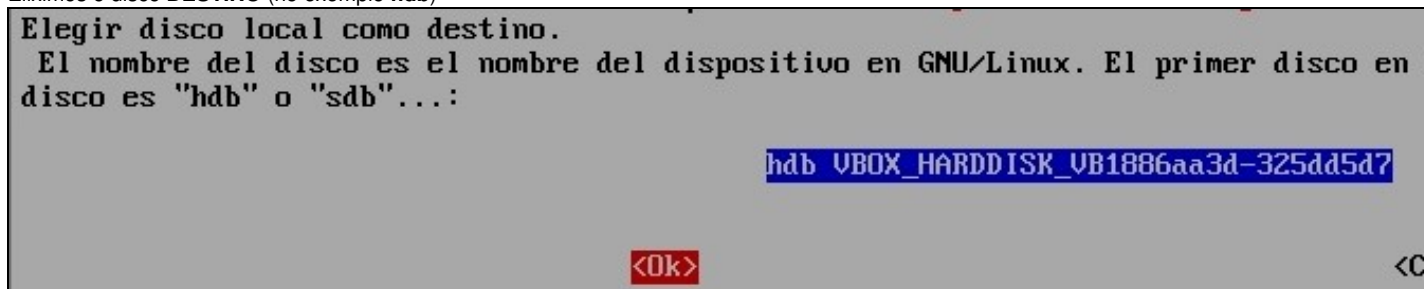 Elegir disco local como destino.
El nombre del disco es el nombre del dispositivo en GNU/Linux. El primer disco en
disco es "hdb" o "sdb"...:
hdb VBOX_HARDDISK_VB1886aa3d-325dd5d7
<Ok> <C